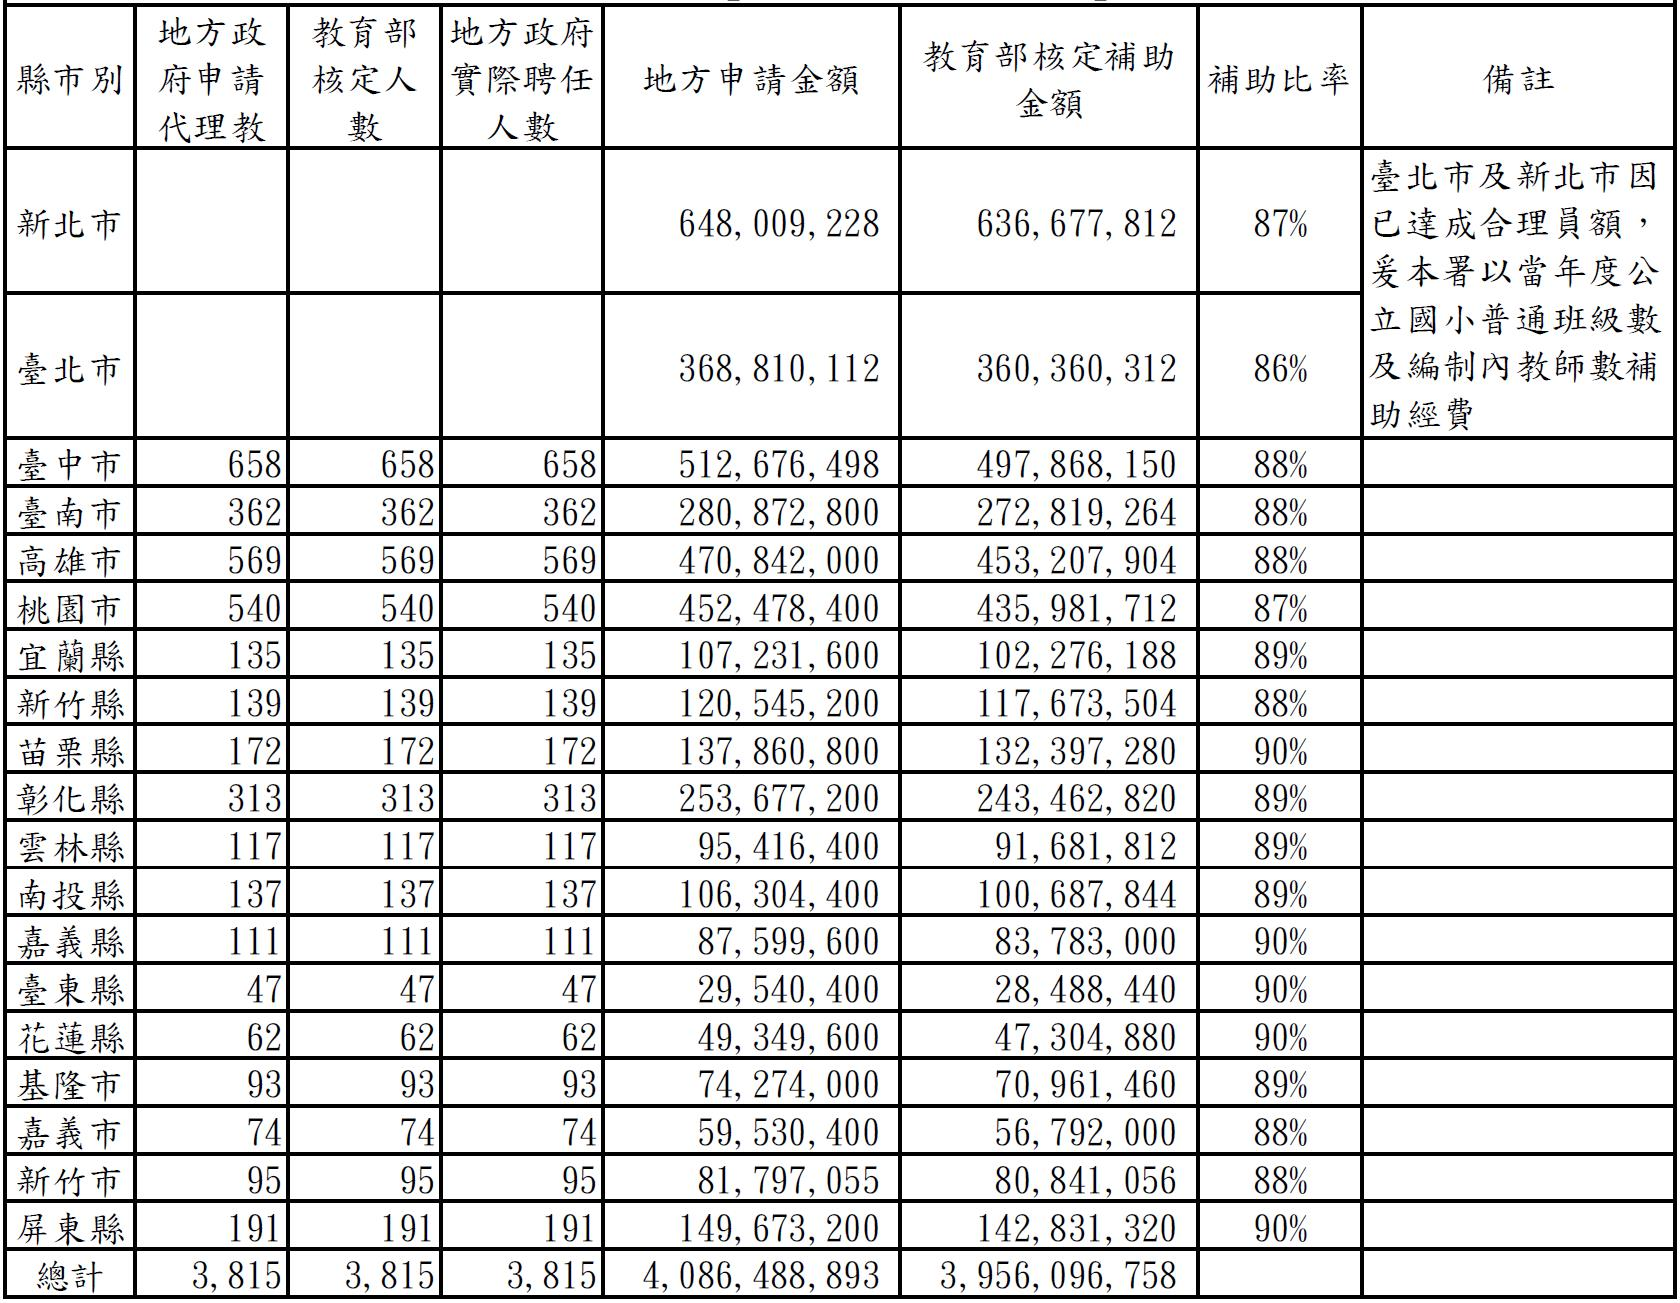 縣市別 地方政府申請代理教 教育部核定人數 地方政府實際聘任人數 地方申請金額 教育部核定補助金額 補助比率 備註
新北市 648,009,228 636,677,812 87% 
臺北市及新北市因
已達成合理員額，
爰本署以當年度公
立國小普通班級數
及編制內教師數補
助經費
臺北市 368,810,112 360,360,312 86%
臺中市 658 658 658 512,676,498 497,868,150 88%
臺南市 362 362 362 280,872,800 272,819,264 88%
高雄市 569 569 569 470,842,000 453,207,904 88%
桃園市 540 540 540 452,478,400 435,981,712 87%
宜蘭縣 135 135 135 107,231,600 102,276,188 89%
新竹縣 139 139 139 120,545,200 117,673,504 88%
苗栗縣 172 172 172 137,860,800 132,397,280 90%
彰化縣 313 313 313 253,677,200 243,462,820 89%
雲林縣 117 117 117 95,416,400 91,681,812 89%
南投縣 137 137 137 106,304,400 100,687,844 89%
嘉義縣 111 111 111 87,599,600 83,783,000 90%
臺東縣 47 47 47 29,540,400 28,488,440 90%
花蓮縣 62 62 62 49,349,600 47,304,880 90%
基隆市 93 93 93 74,274,000 70,961,460 89%
嘉義市 74 74 74 59,530,400 56,792,000 88%
新竹市 95 95 95 81,797,055 80,841,056 88%
屏東縣 191 191 191 149,673,200 142,831,320 90%
總計 3,815 3,815 3,815 4,086,488,893 3,956,096,758